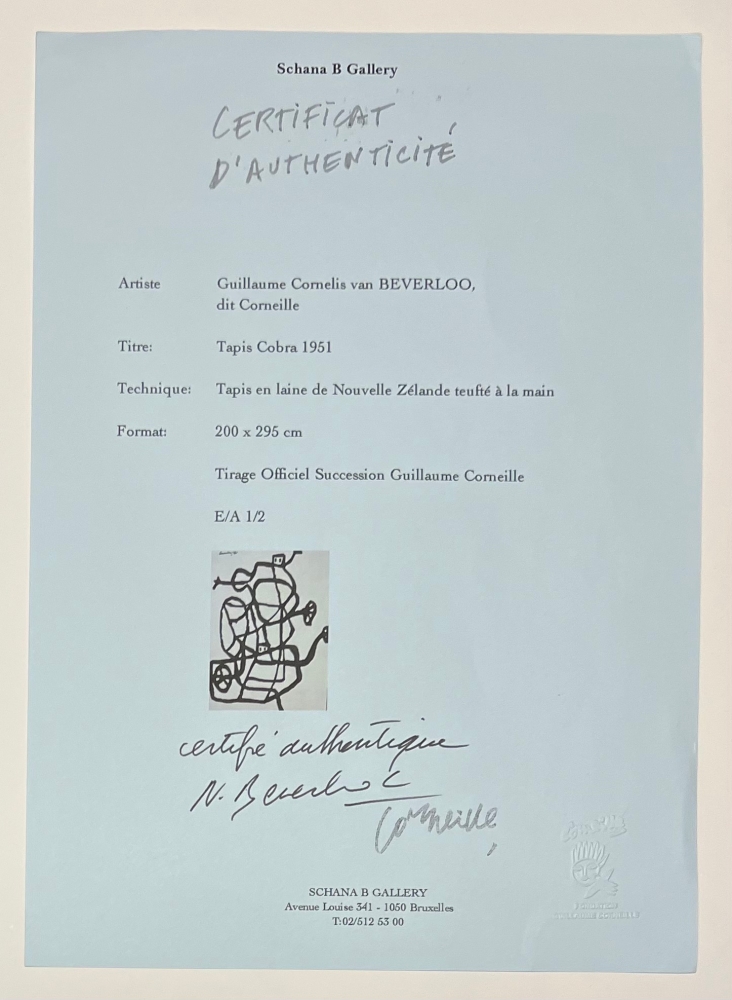 Schana B Gallery
CERTIFICAT
D'AUTHENTICITÉ
Artiste Guillaume Cornelis van BEVERLOO,
dit Corneille
Titre: Tapis Cobra 1951
Technique: Tapis en laine de Nouvelle Zélande teufté à la main
Format: 200 x 295 cm
Tirage Officiel Succession Guillaume Corneille
E/A 1/2
certifié authentique
N. Beverloo C
Corneille
SCHANA B GALLERY
Avenue Louise 341 - 1050 Bruxelles
T:02/512 53 00